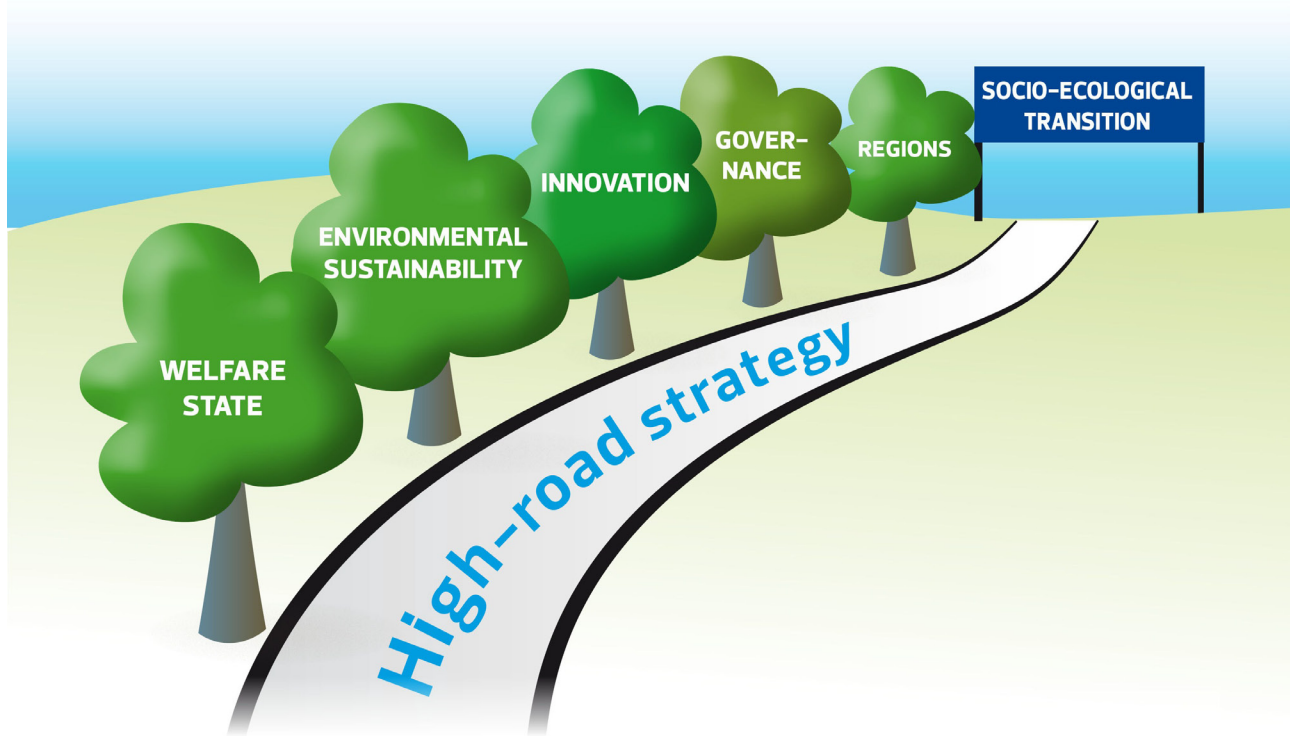 WELFARE
STATE
ENVIRONMENTAL
SUSTAINABILITY
INNOVATION
GOVER–
NANCE
REGIONS
SOCIO–ECOLOGICAL
TRANSITION
High–road strategy